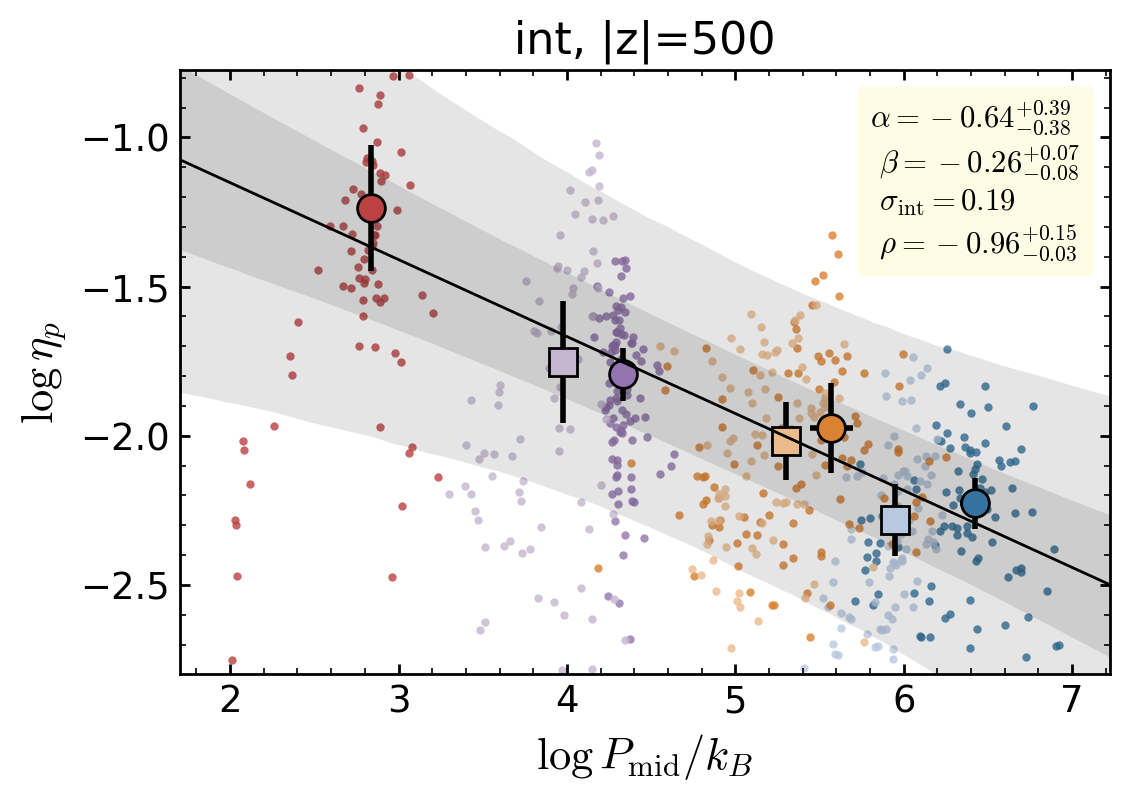 int, |z|=500
α = −0.64 +0.39 −0.38
β = −0.26 +0.07 −0.08
σint = 0.19
ρ = −0.96 +0.15 −0.03
log ηp
−1.0
−1.5
−2.0
−2.5
2 3 4 5 6 7
log Pmid/kB